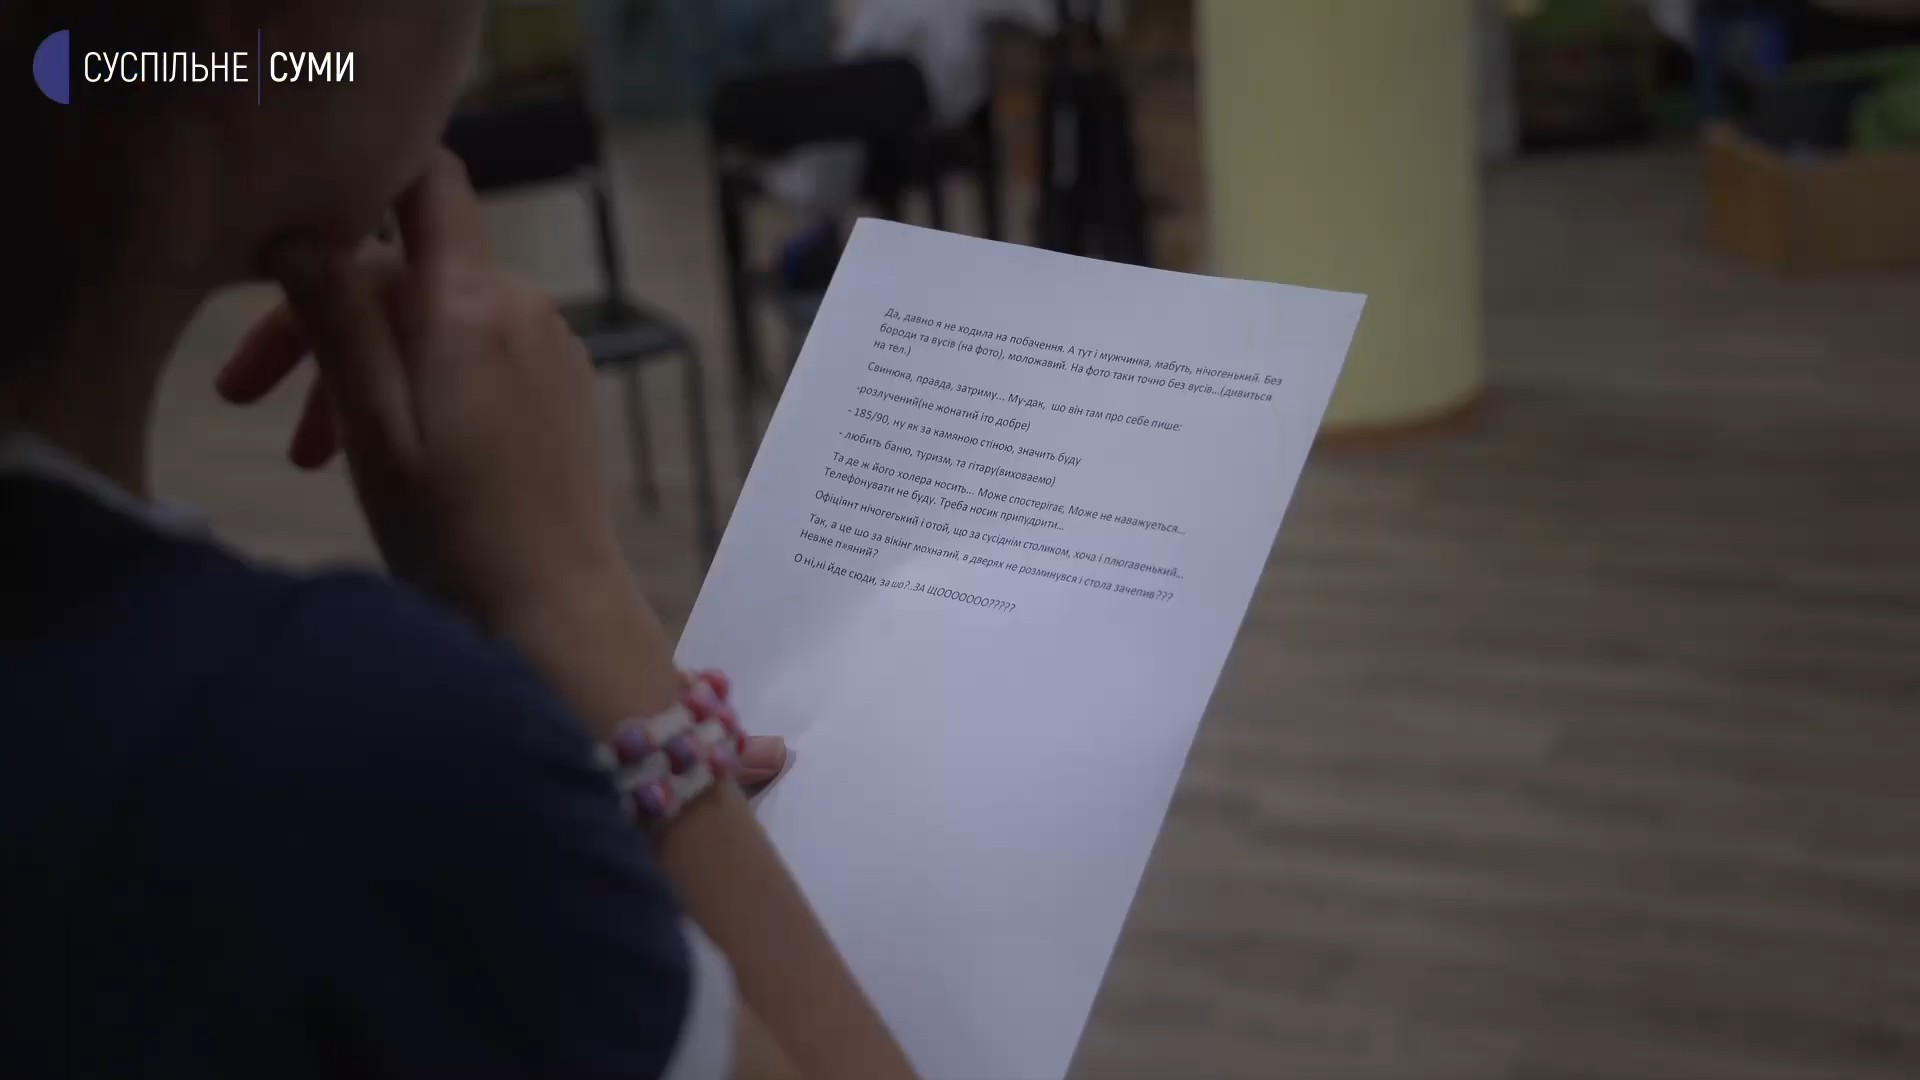 СУСПІЛЬНЕ СУМИ
Да, давно я не ходила на побачення. А тут і мужчинка, мабуть, нічогенький. Без
бороди та вусів (на фото), моложавий. На фото таки точно без вусів...(дивиться
на тел.)
Свинюка, правда, затриму... Му-дак, шо він там про себе пише:
-розлучений(не жонатий іто добре)
- 185/90, ну як за камяною стіною, значить буду
- любить баню, туризм, та гітару(виховаемо)
Та де ж його холера носить... Може спостерігає, Може не наважуеться...
Телефонувати не буду. Треба носик припудрити...
Офіціянт нічогегький і отой, що за сусіднім столиком, хоча і плюгавенький...
Так, а це шо за вікінг мохнатий, в дверях не розминувся і стола зачепив???
Невже п»яний?
О ні,ні йде сюди, за шо?..ЗА ЩООООООО?????